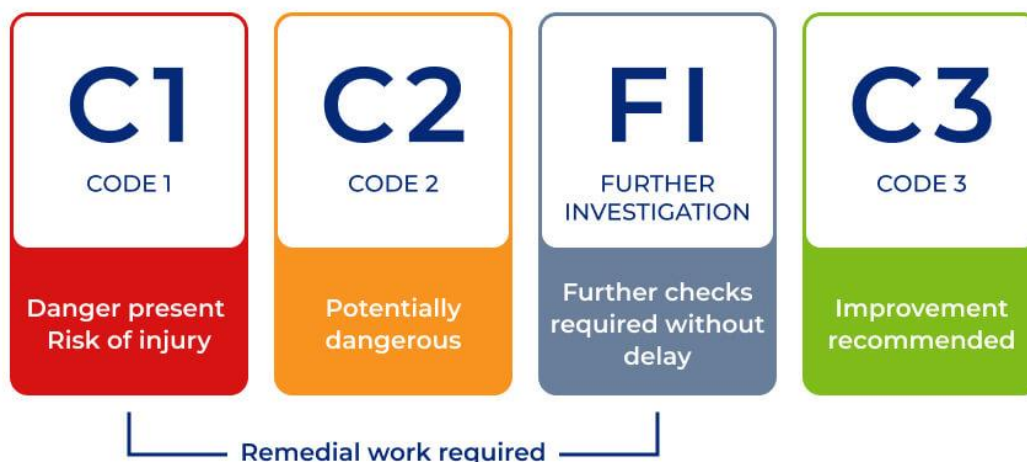 C1
CODE 1
Danger present
Risk of injury
C2
CODE 2
Potentially
dangerous
FI
FURTHER
INVESTIGATION
Further checks
required without
delay
C3
CODE 3
Improvement
recommended
Remedial work required